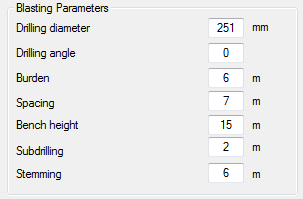 Blasting Parameters
Drilling diameter 251 mm
Drilling angle 0
Burden 6 m
Spacing 7 m
Bench height 15 m
Subdrilling 2 m
Stemming 6 m